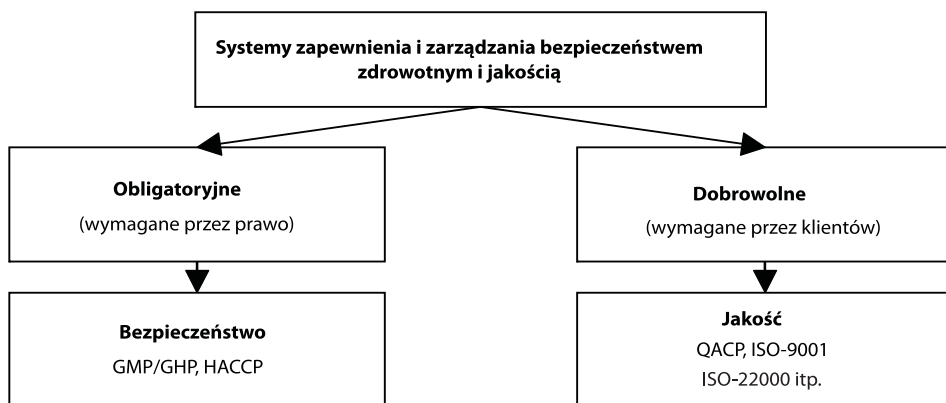 Systemy zapewnienia i zarządzania bezpieczeństwem
zdrowotnym i jakością
Obligatoryjne
(wymagane przez prawo)
Dobrowolne
(wymagane przez klientów)
Bezpieczeństwo
GMP/GHP, HACCP
Jakość
QACP, ISO-9001
ISO-22000 itp.